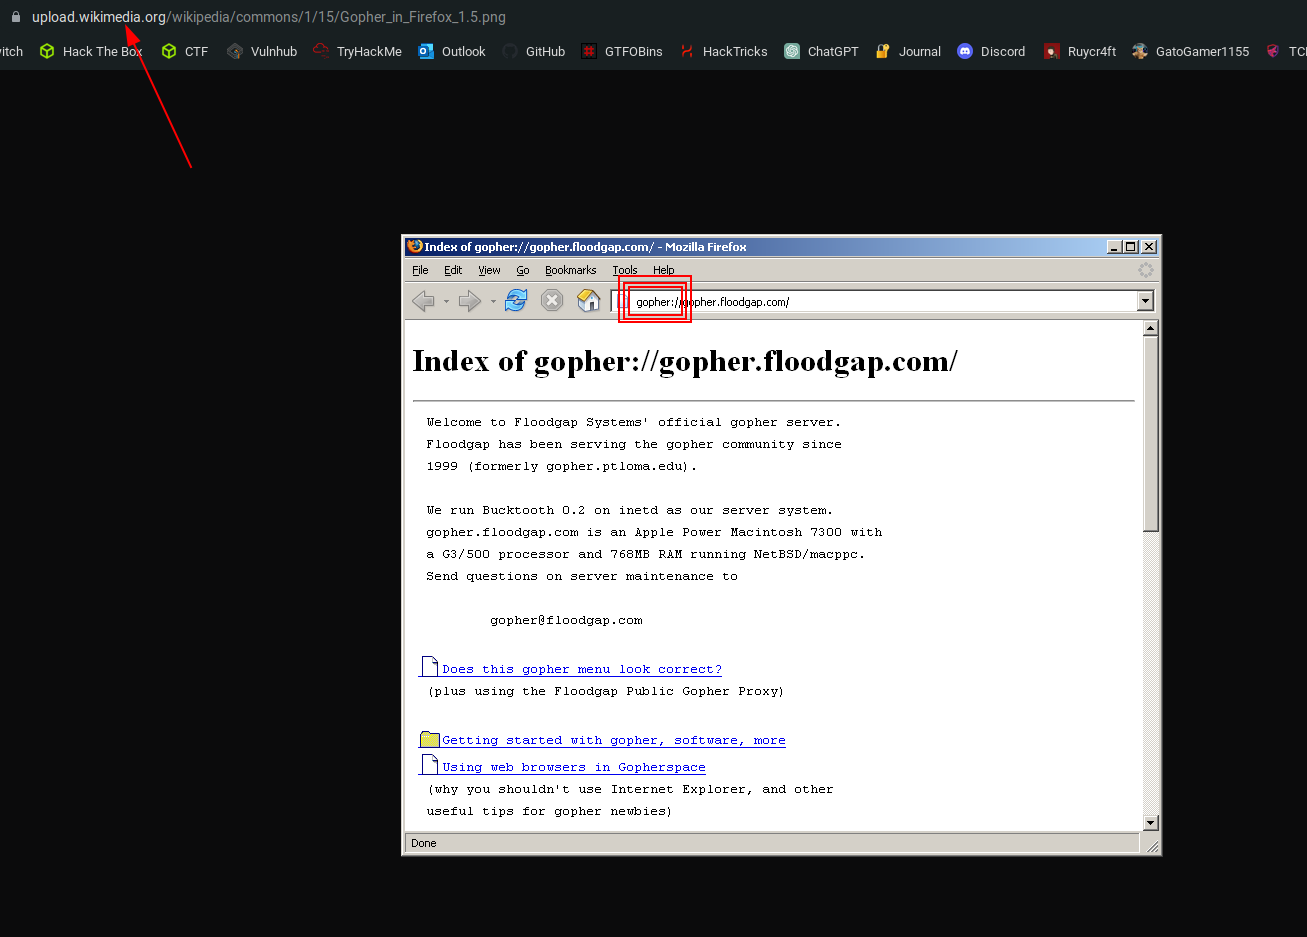 upload.wikimedia.org/wikipedia/commons/1/15/Gopher_in_Firefox_1.5.png
itch Hack The Box CTF Vulnhub TryHackMe Outlook GitHub GTFOBins HackTricks ChatGPT Journal Discord Ruycr4ft GatoGamer1155 TC
Index of gopher://gopher.floodgap.com/ - Mozilla Firefox
File Edit View Go Bookmarks Tools Help
gopher://gopher.floodgap.com/
Index of gopher://gopher.floodgap.com/
Welcome to Floodgap Systems' official gopher server.
Floodgap has been serving the gopher community since
1999 (formerly gopher.ptloma.edu).
We run Bucktooth 0.2 on inetd as our server system.
gopher.floodgap.com is an Apple Power Macintosh 7300 with
a G3/500 processor and 768MB RAM running NetBSD/macppc.
Send questions on server maintenance to
gopher@floodgap.com
Does this gopher menu look correct?
(plus using the Floodgap Public Gopher Proxy)
Getting started with gopher, software, more
Using web browsers in Gopherspace
(why you shouldn't use Internet Explorer, and other
useful tips for gopher newbies)
Done